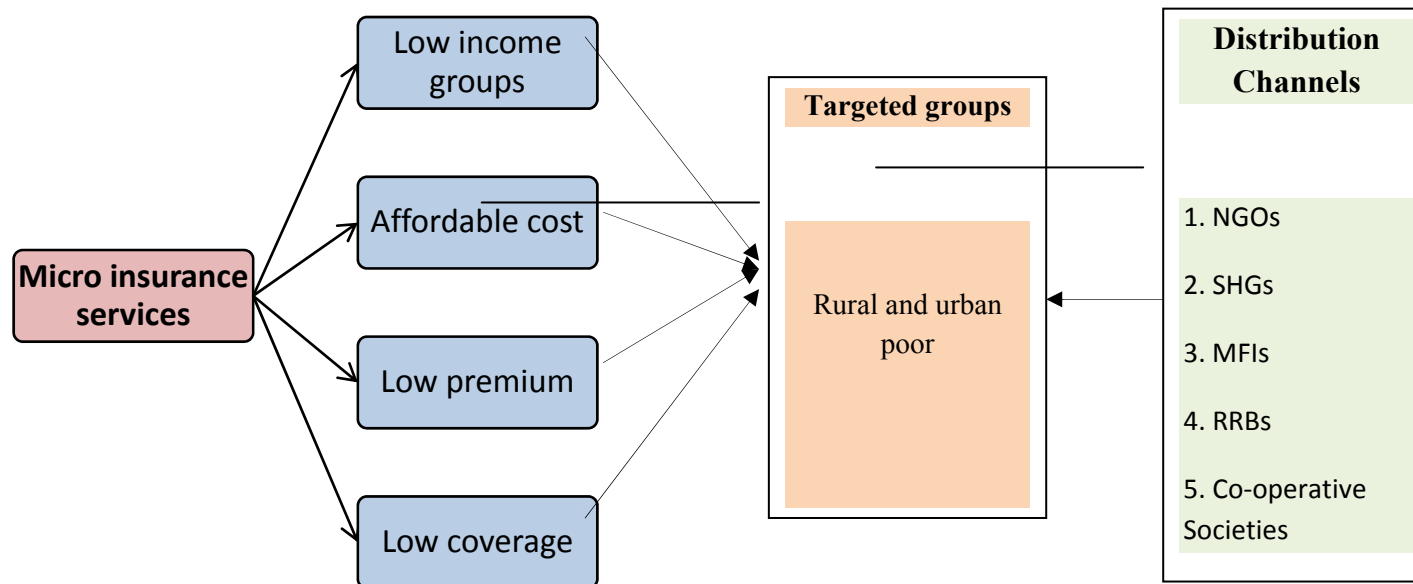 Micro insurance
services
Low income
groups
Affordable cost
Low premium
Low coverage
Targeted groups
Rural and urban
poor
Distribution
Channels
1. NGOs
2. SHGs
3. MFIs
4. RRBs
5. Co-operative
Societies